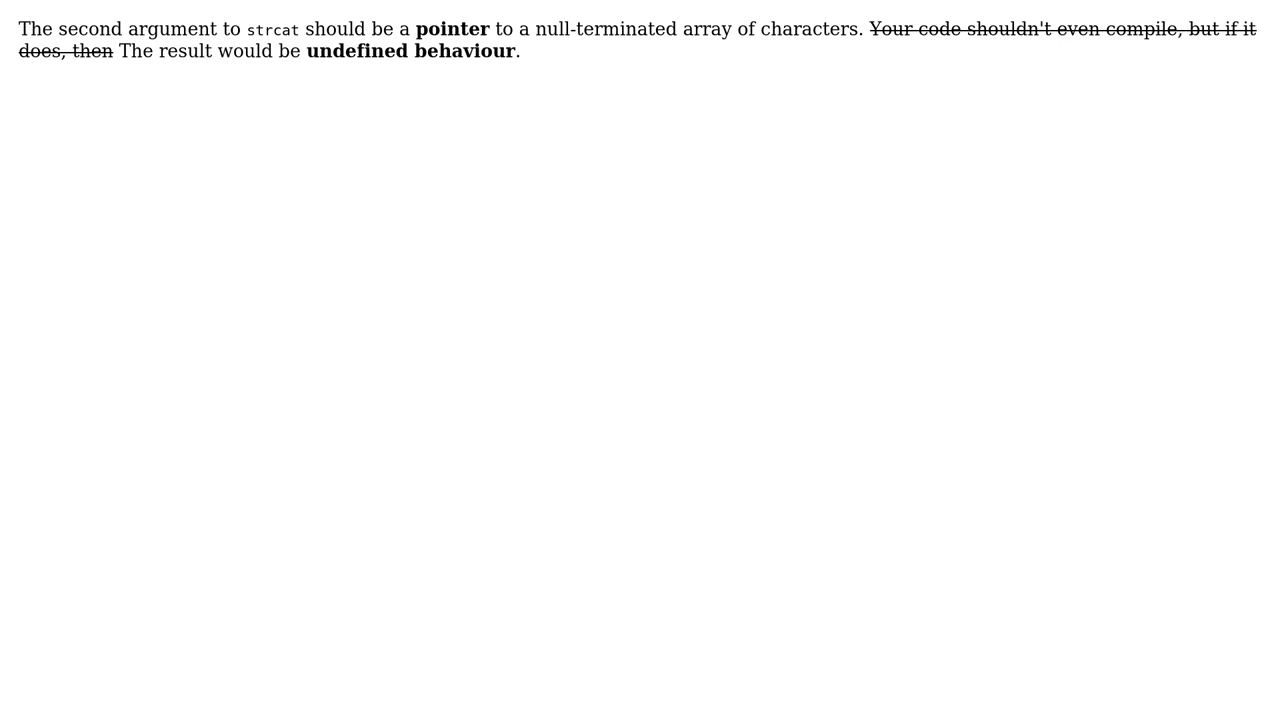 The second argument to strcat should be a pointer to a null-terminated array of characters. Your code shouldn't even compile, but if it
does, then The result would be undefined behaviour.